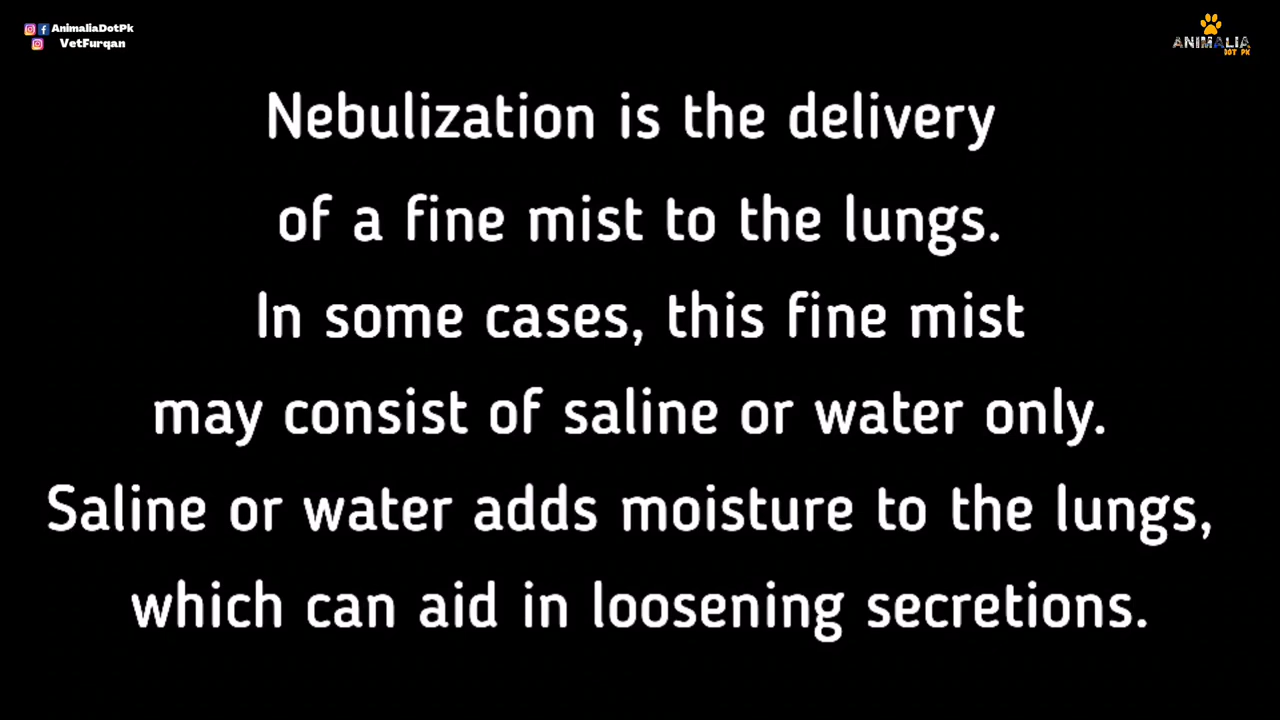 AnimaliaDotPk
VetFurqan
ANIMALIA
DOT PK
Nebulization is the delivery
of a fine mist to the lungs.
In some cases, this fine mist
may consist of saline or water only.
Saline or water adds moisture to the lungs,
which can aid in loosening secretions.